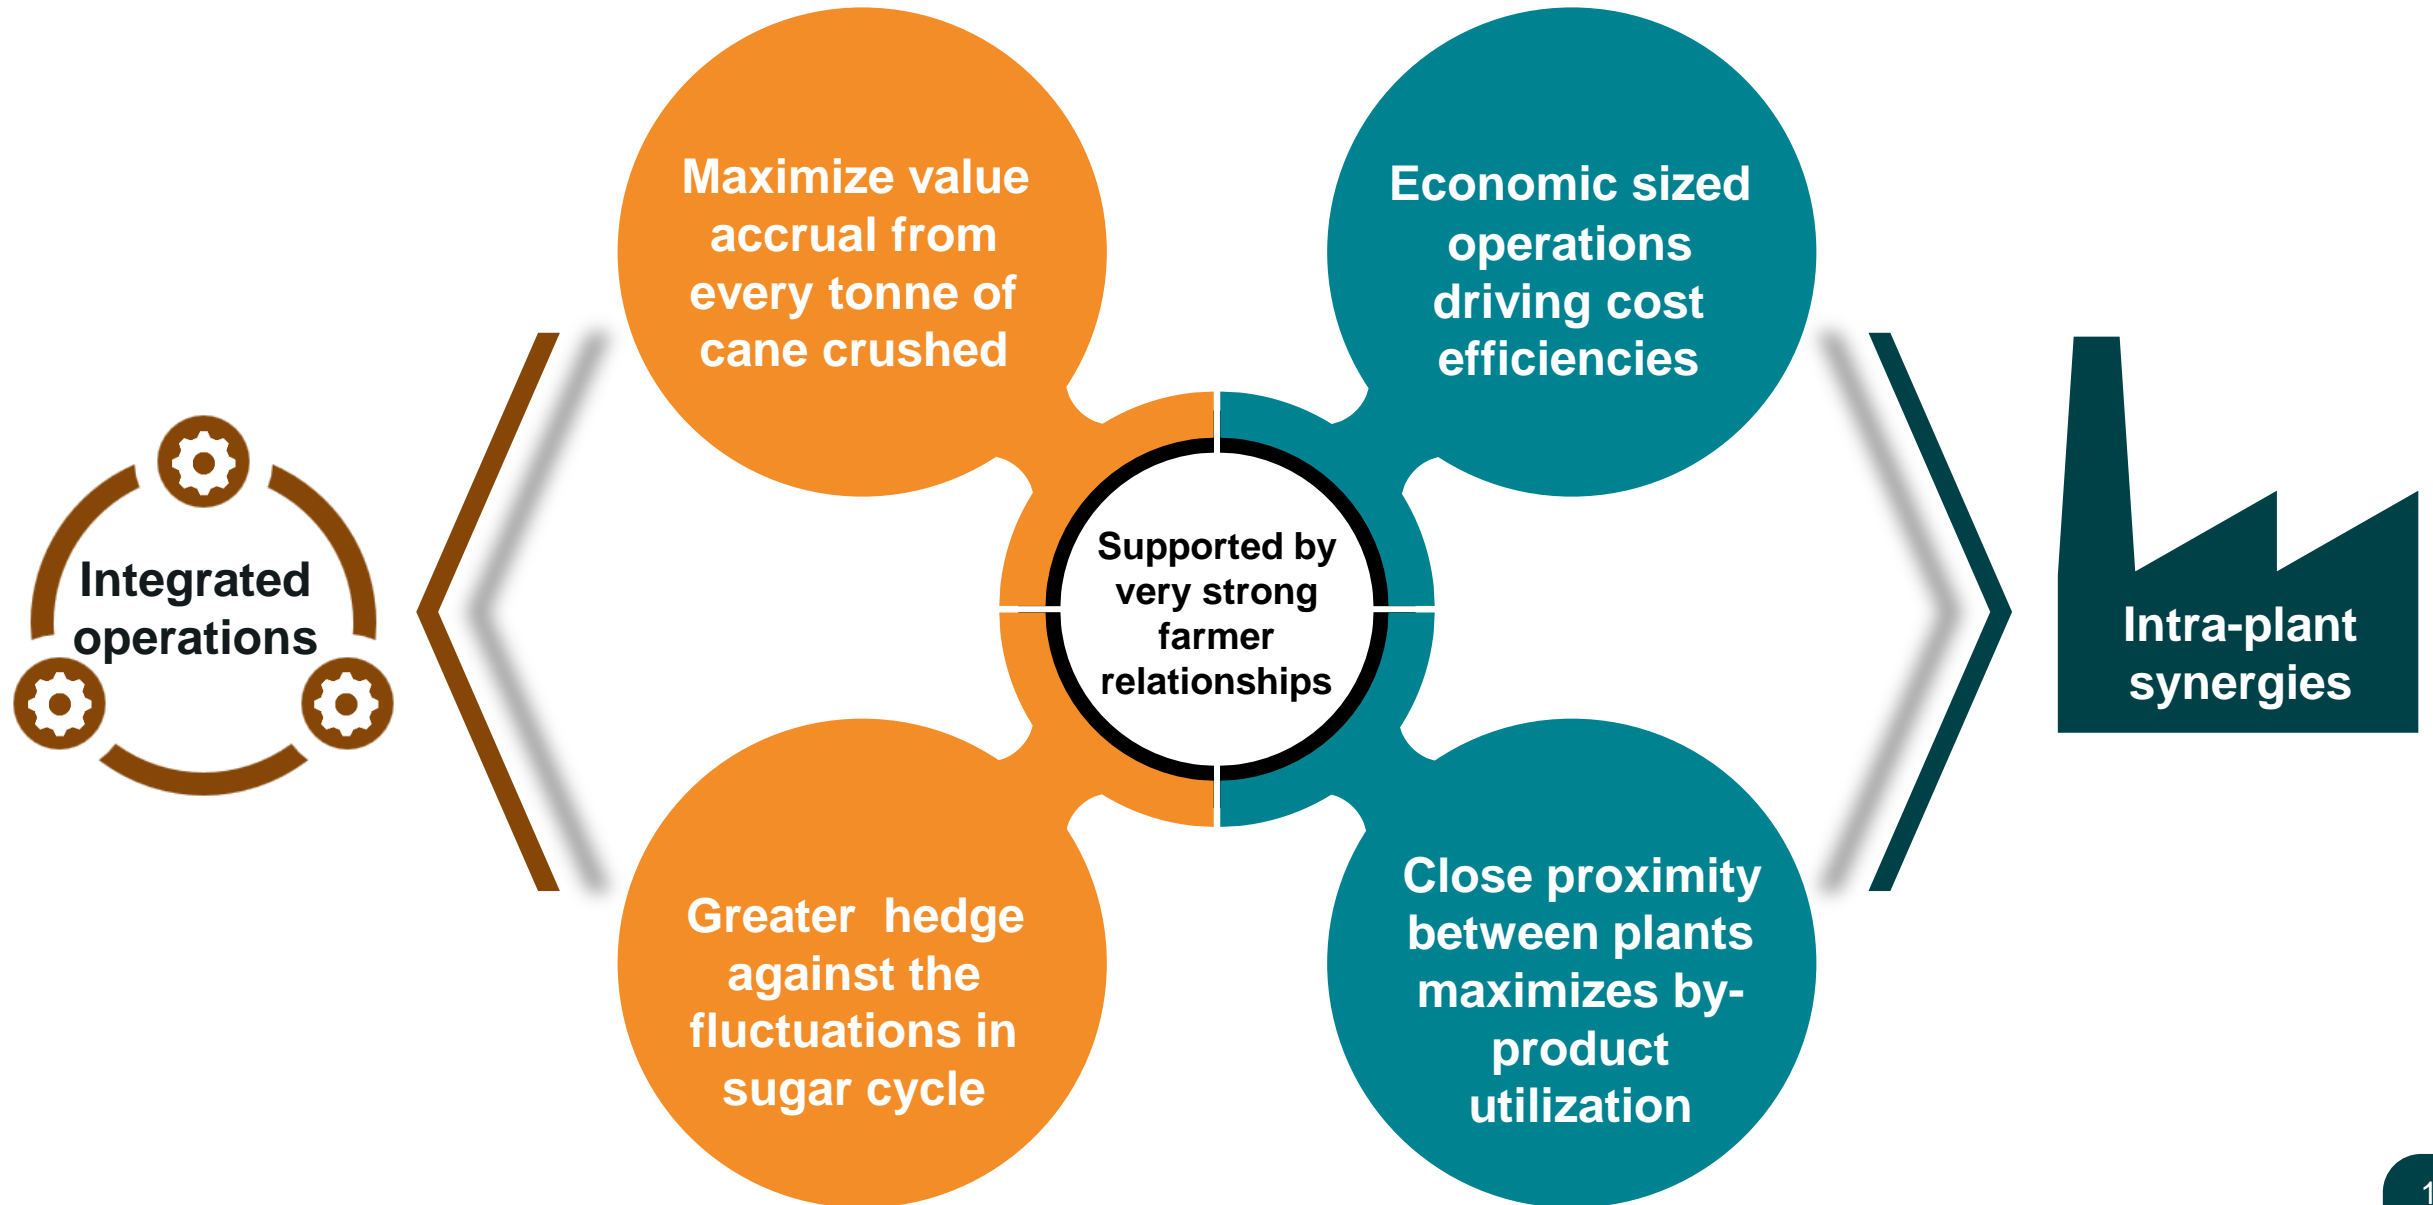 Maximize value
accrual from
every tonne of
cane crushed
Economic sized
operations
driving cost
efficiencies
Integrated
operations
Supported by
very strong
farmer
relationships
Intra-plant
synergies
Greater  hedge
against the
fluctuations in
sugar cycle
Close proximity
between plants
maximizes by-
product
utilization